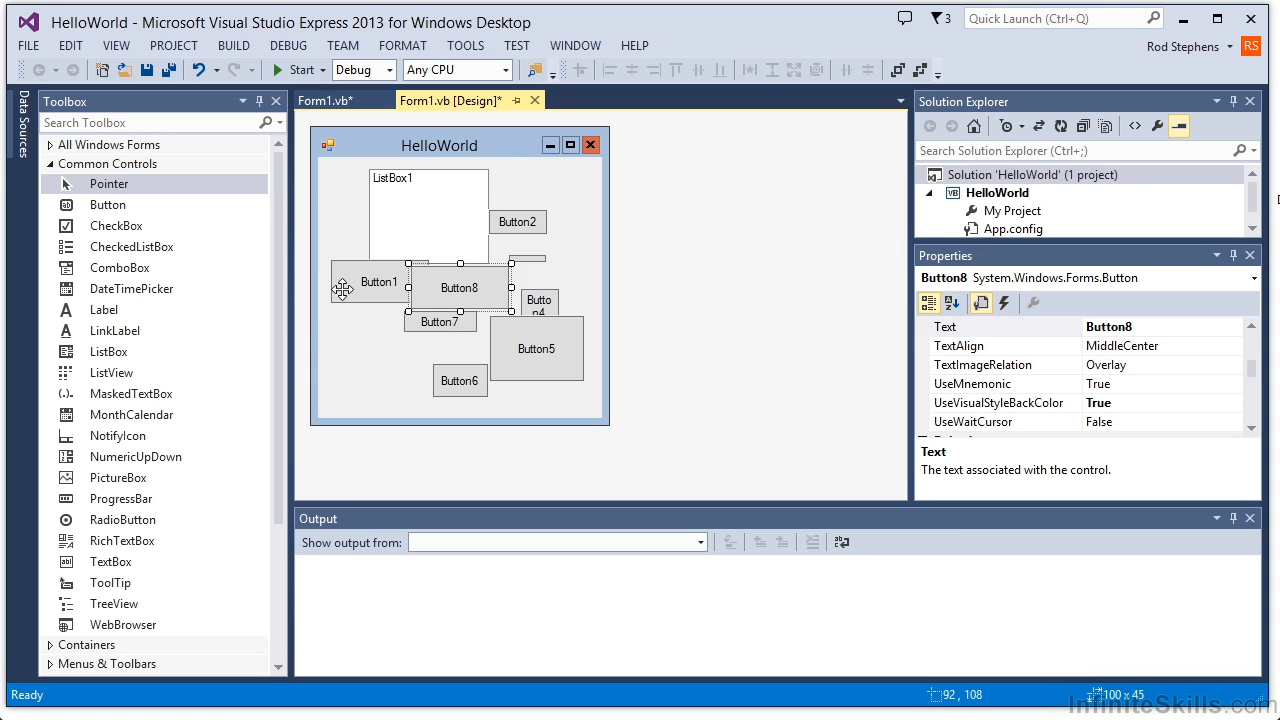 HelloWorld - Microsoft Visual Studio Express 2013 for Windows Desktop
3
Quick Launch (Ctrl+Q)
FILE EDIT VIEW PROJECT BUILD DEBUG TEAM FORMAT TOOLS TEST WINDOW HELP
Rod Stephens
RS
Start
Debug
Any CPU
Data Sources
Toolbox
Search Toolbox
All Windows Forms
Common Controls
Pointer
Button
CheckBox
CheckedListBox
ComboBox
DateTimePicker
Label
LinkLabel
ListBox
ListView
MaskedTextBox
MonthCalendar
NotifyIcon
NumericUpDown
PictureBox
ProgressBar
RadioButton
RichTextBox
TextBox
ToolTip
TreeView
WebBrowser
Containers
Menus & Toolbars
Form1.vb*
Form1.vb [Design]*
HelloWorld
ListBox1
Button2
Button1
Button8
Butto
n4
Button7
Button5
Button6
Output
Show output from:
Solution Explorer
Search Solution Explorer (Ctrl+;)
Solution 'HelloWorld' (1 project)
VB HelloWorld
My Project
App.config
Properties
Button8 System.Windows.Forms.Button
Text Button8
TextAlign MiddleCenter
TextImageRelation Overlay
UseMnemonic True
UseVisualStyleBackColor True
UseWaitCursor False
Text
The text associated with the control.
Ready
92 , 108
100 x 45
InfiniteSkills.com